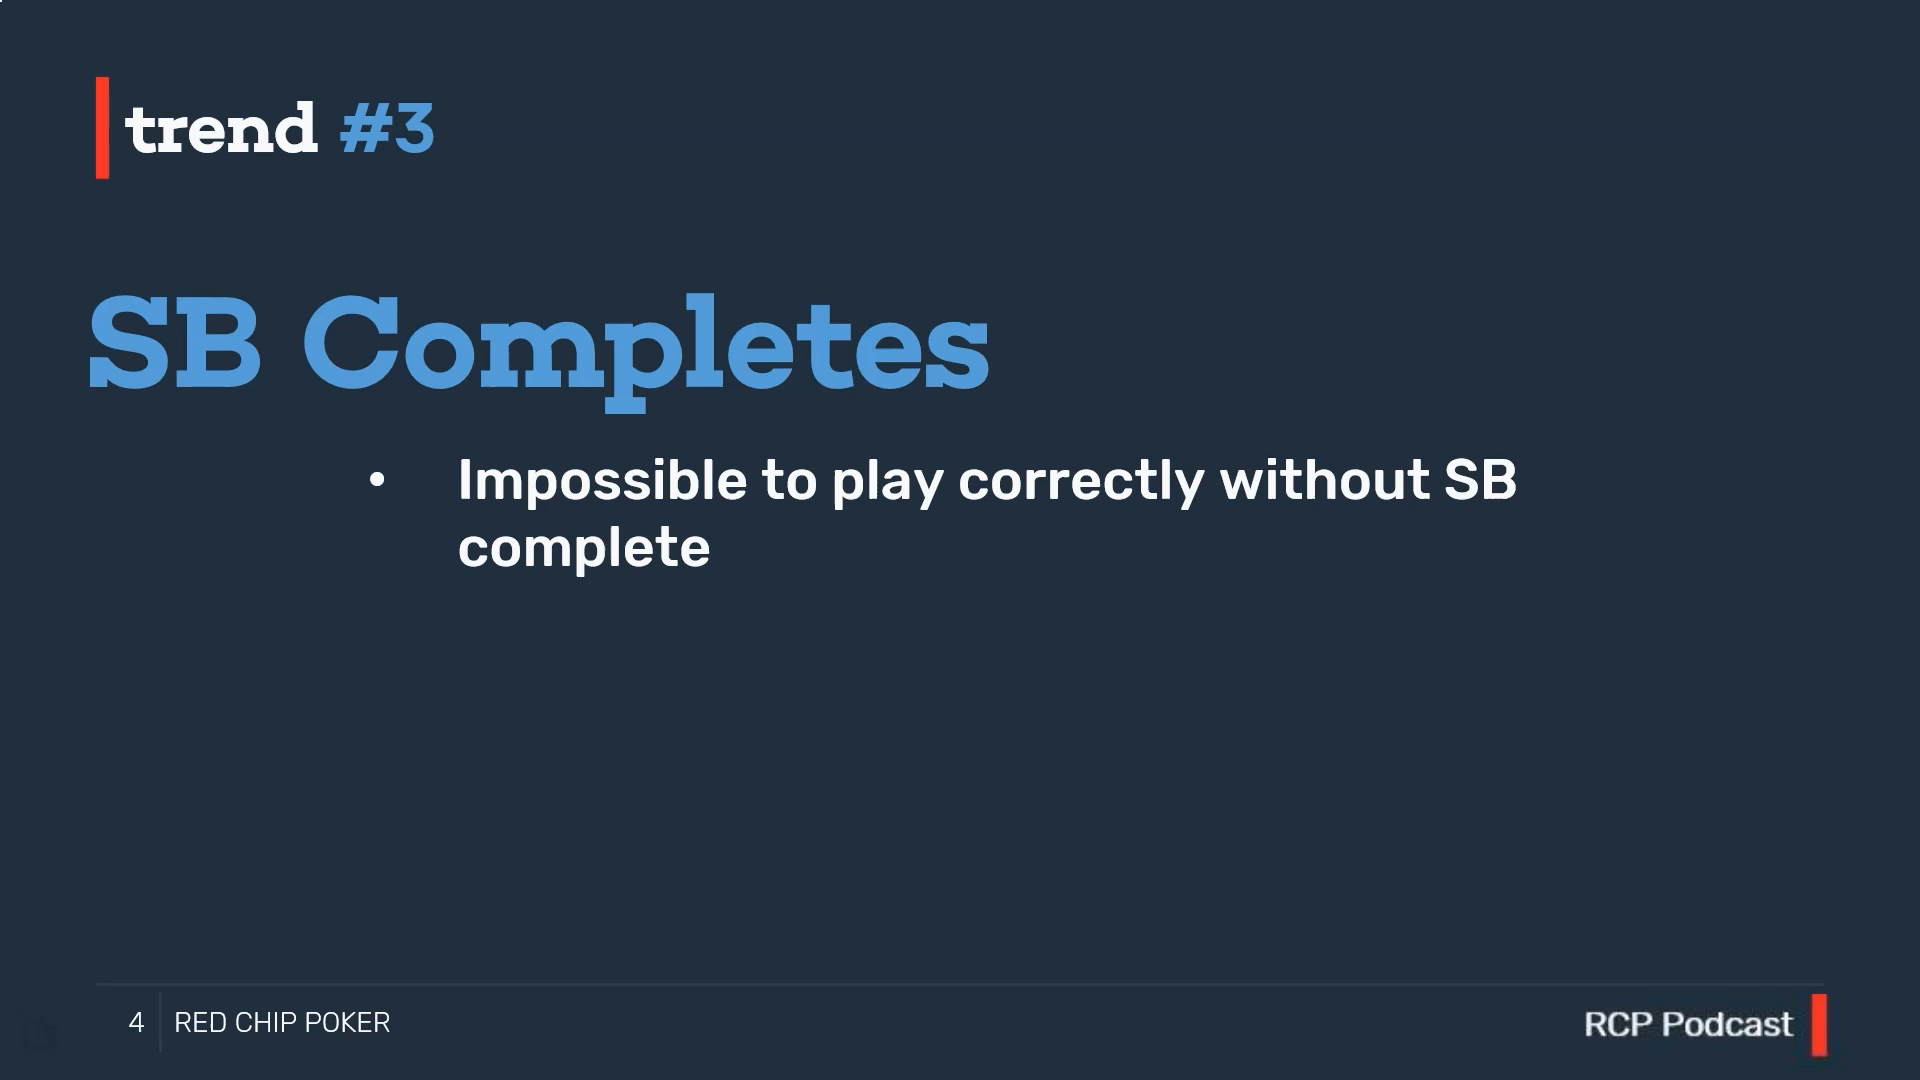 trend #3
SB Completes
• Impossible to play correctly without SB
complete
4 RED CHIP POKER
RCP Podcast